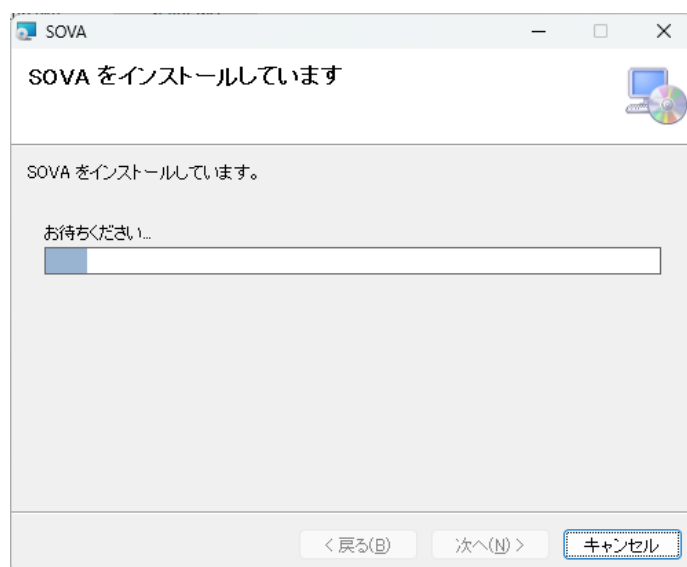 SOVA
SOVA をインストールしています
SOVA をインストールしています。
お待ちください...
< 戻る(B)
次へ(N) >
キャンセル